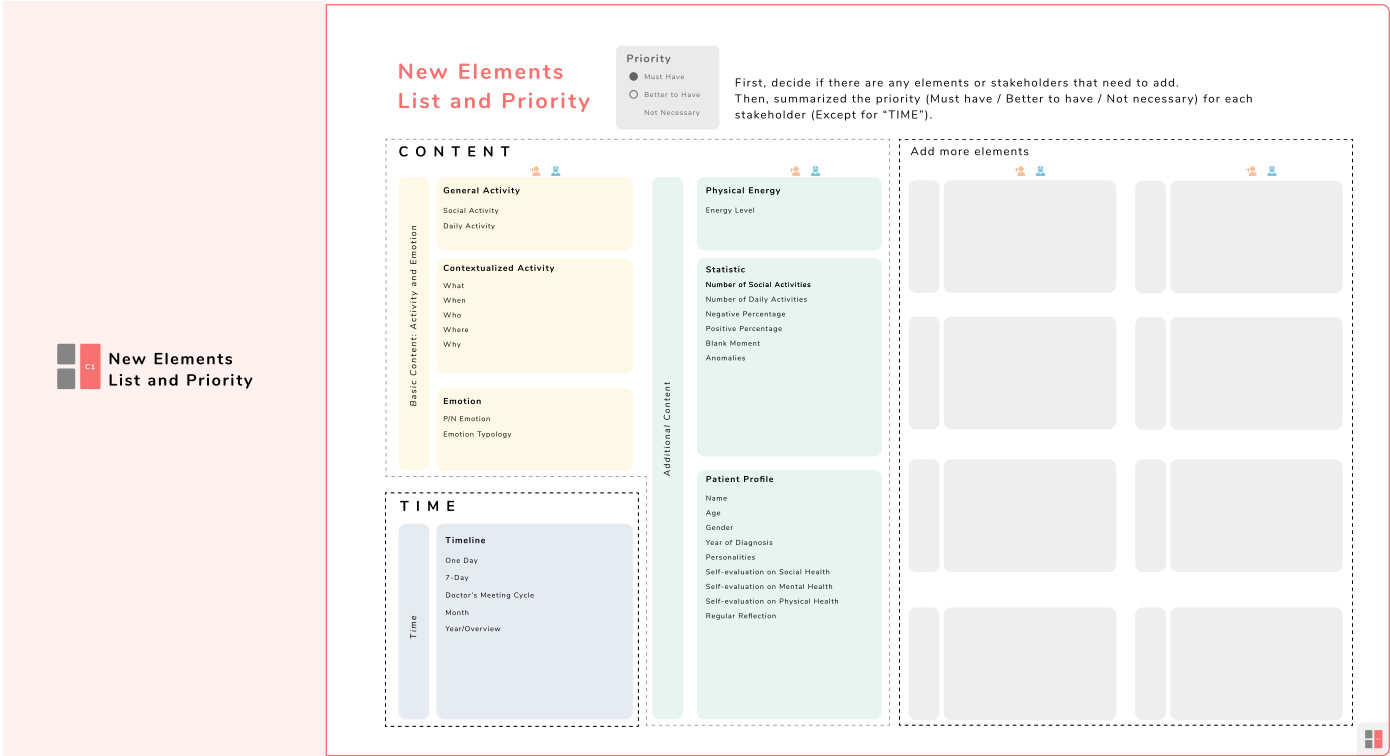 C1
New Elements
List and Priority
New Elements
List and Priority
Priority
Must Have
Better to Have
Not Necessary
First, decide if there are any elements or stakeholders that need to add.
Then, summarized the priority (Must have / Better to have / Not necessary) for each
stakeholder (Except for “TIME”).
CONTENT
Basic Content: Activity and Emotion
General Activity
Social Activity
Daily Activity
Contextualized Activity
What
When
Who
Where
Why
Emotion
P/N Emotion
Emotion Typology
TIME
Time
Timeline
One Day
7-Day
Doctor's Meeting Cycle
Month
Year/Overview
Additional Content
Physical Energy
Energy Level
Statistic
Number of Social Activities
Number of Daily Activities
Negative Percentage
Positive Percentage
Blank Moment
Anomalies
Patient Profile
Name
Age
Gender
Year of Diagnosis
Personalities
Self-evaluation on Social Health
Self-evaluation on Mental Health
Self-evaluation on Physical Health
Regular Reflection
Add more elements